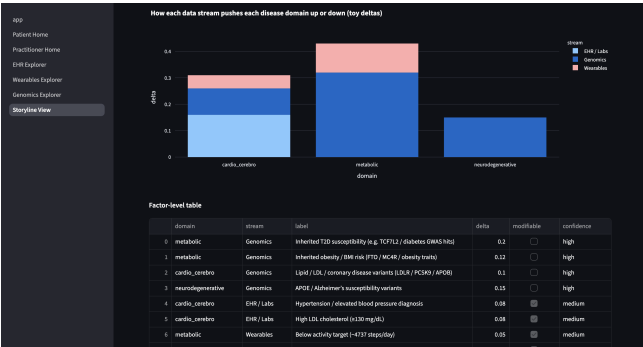 How each data stream pushes each disease domain up or down (toy deltas)
app
Patient Home
Practitioner Home
EHR Explorer
Wearables Explorer
Genomics Explorer
Storyline View
stream
EHR / Labs
Genomics
Wearables
0.4
0.3
0.2
0.1
0
delta
cardio_cerebro metabolic neurodegenerative
domain
Factor-level table
domain stream label delta modifiable confidence
0 metabolic Genomics Inherited T2D susceptibility (e.g. TCF7L2 / diabetes GWAS hits) 0.2 high
1 metabolic Genomics Inherited obesity / BMI risk (FTO / MC4R / obesity traits) 0.12 high
2 cardio_cerebro Genomics Lipid / LDL / coronary disease variants (LDLR / PCSK9 / APOB) 0.1 high
3 neurodegenerative Genomics APOE / Alzheimer's susceptibility variants 0.15 high
4 cardio_cerebro EHR / Labs Hypertension / elevated blood pressure diagnosis 0.08 medium
5 cardio_cerebro EHR / Labs High LDL cholesterol (≥130 mg/dL) 0.08 medium
6 metabolic Wearables Below activity target (~4737 steps/day) 0.05 medium